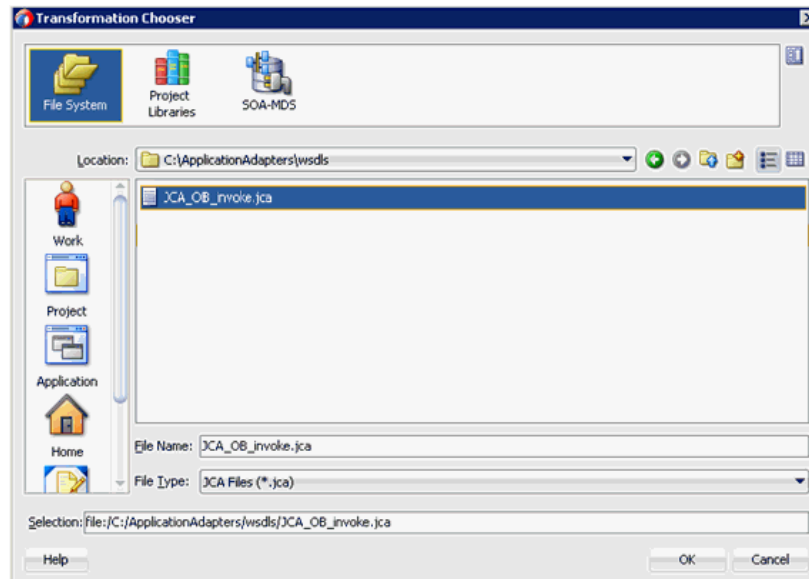 Transformation Chooser
File System
Project
Libraries
SOA-MDS
Location: C:\ApplicationAdapters\wsdls
JCA_OB_invoke.jca
Work
Project
Application
Home
File Name: JCA_OB_invoke.jca
File Type: JCA Files (*.jca)
Selection: file:/C:/ApplicationAdapters/wsdls/JCA_OB_invoke.jca
Help OK Cancel